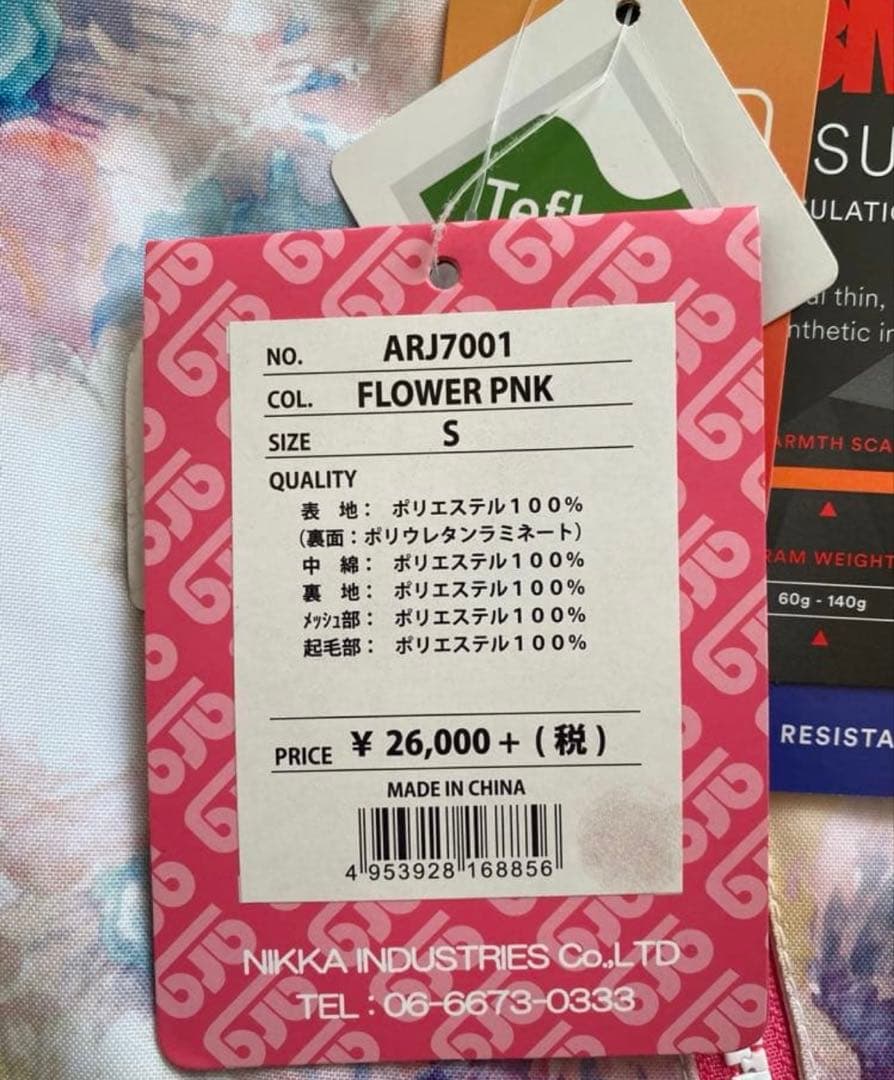 NO. ARJ7001
COL. FLOWER PNK
SIZE S
QUALITY
表 地： ポリエステル１００％
（裏面：ポリウレタンラミネート）
中 綿： ポリエステル１００％
裏 地： ポリエステル１００％
ﾒｯｼｭ部： ポリエステル１００％
起毛部： ポリエステル１００％
PRICE ¥ 26,000 + ( 税 )
MADE IN CHINA
4 953928 168856
NIKKA INDUSTRIES Co.,LTD
TEL : 06-6673-0333
Tefl
SU
ULATI
thin,
nthetic in
ARMTH SCA
RAM WEIGHT
60g - 140g
RESISTA